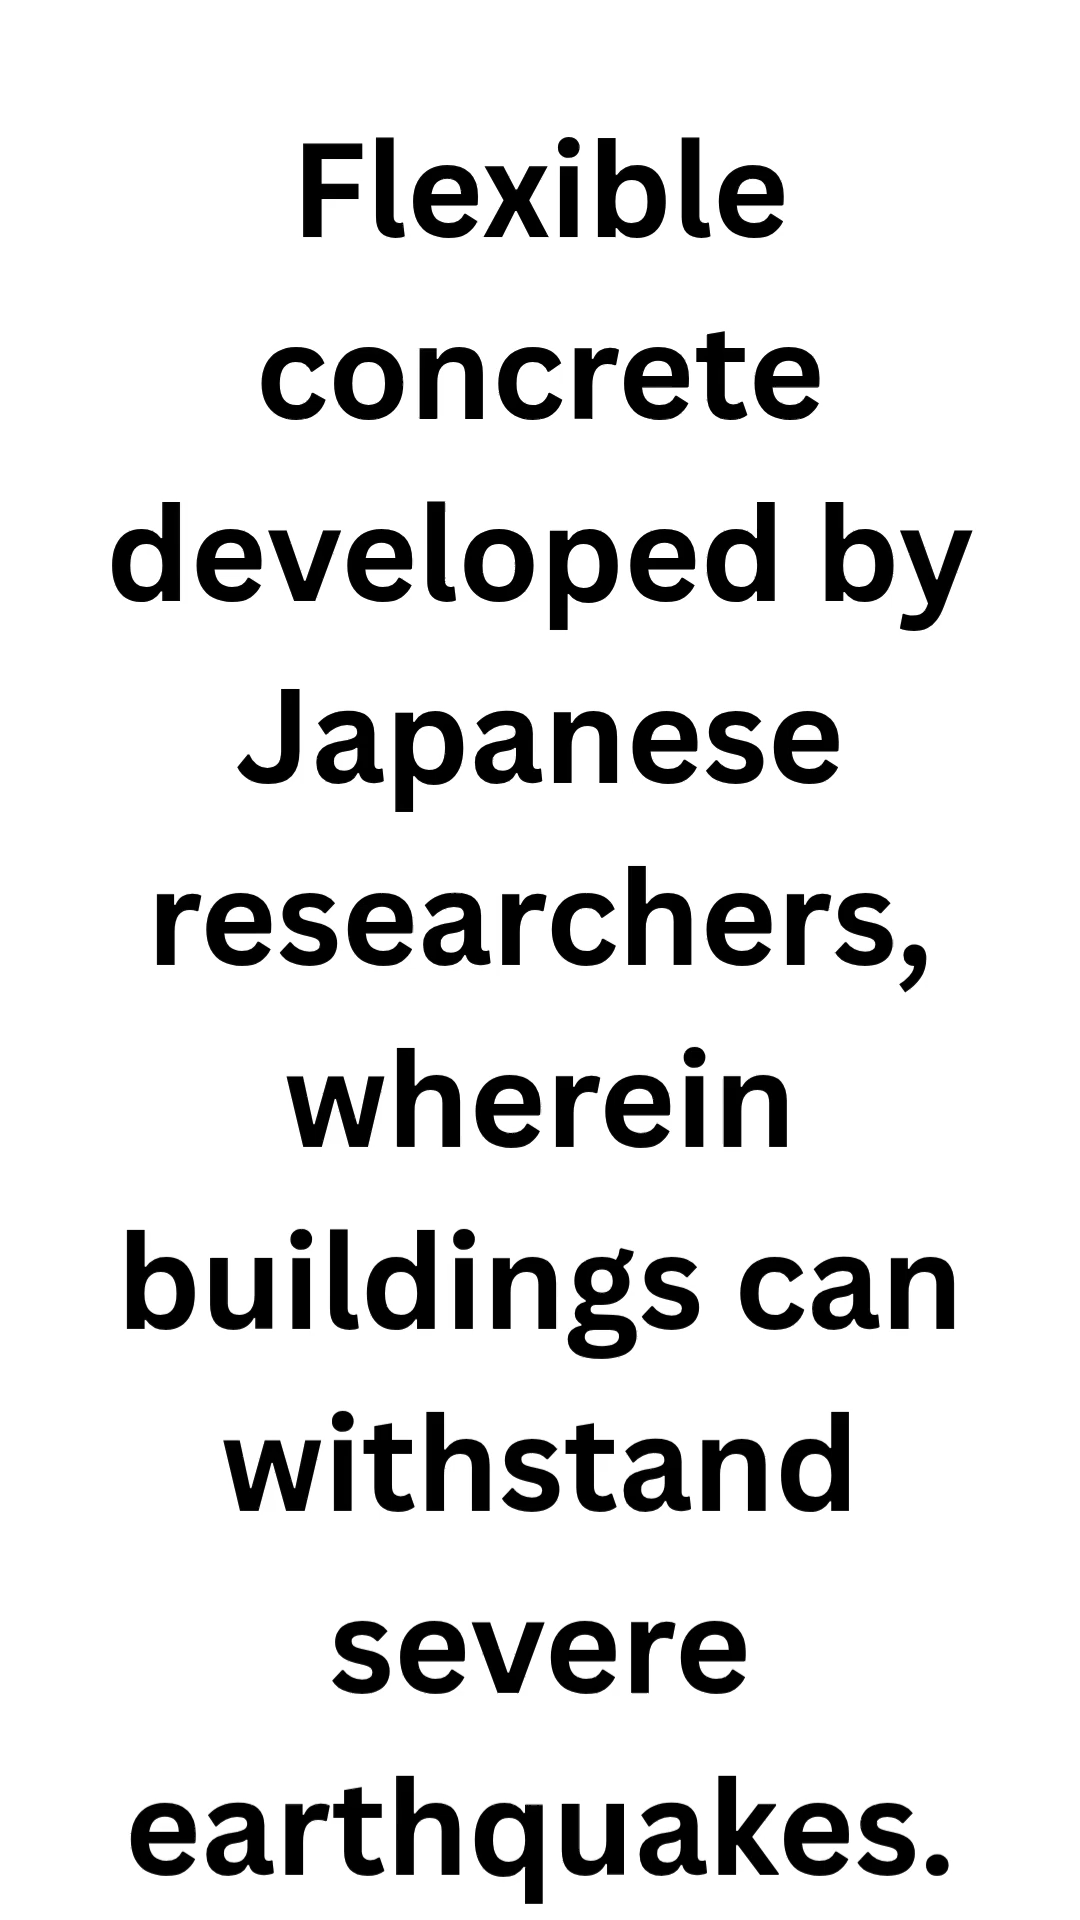 Flexible
concrete
developed by
Japanese
researchers,
wherein
buildings can
withstand
severe
earthquakes.